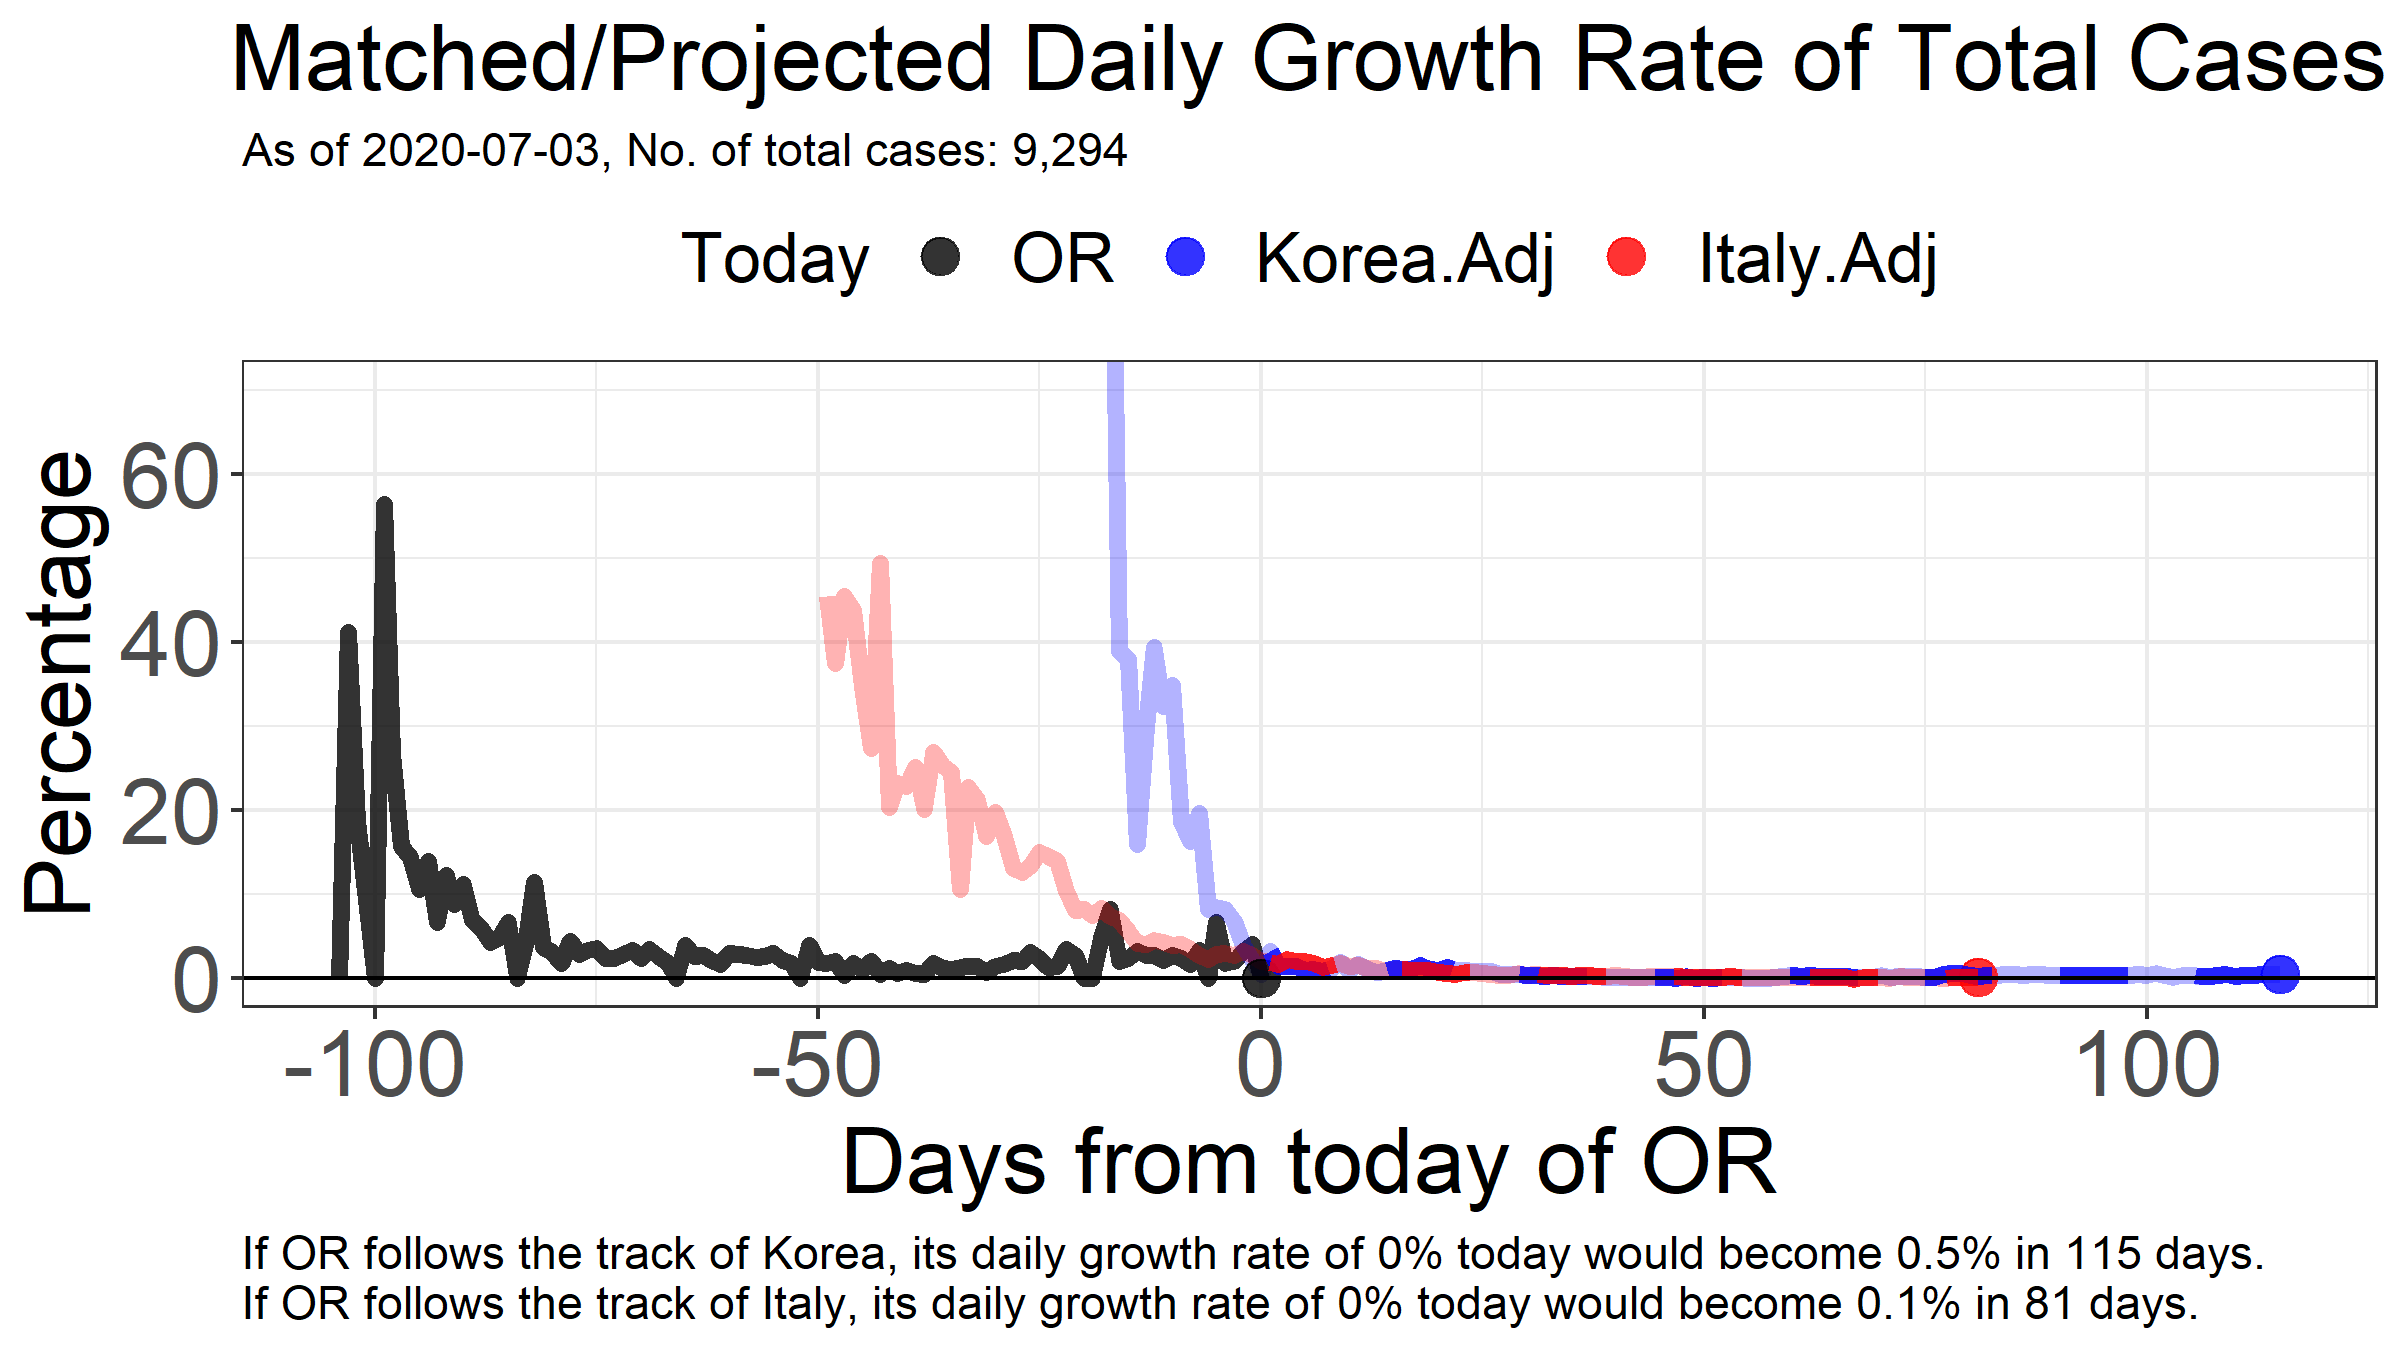 Matched/Projected Daily Growth Rate of Total Cases
As of 2020-07-03, No. of total cases: 9,294
Today OR Korea.Adj Italy.Adj
Percentage
60
40
20
0
-100 -50 0 50 100
Days from today of OR
If OR follows the track of Korea, its daily growth rate of 0% today would become 0.5% in 115 days.
If OR follows the track of Italy, its daily growth rate of 0% today would become 0.1% in 81 days.